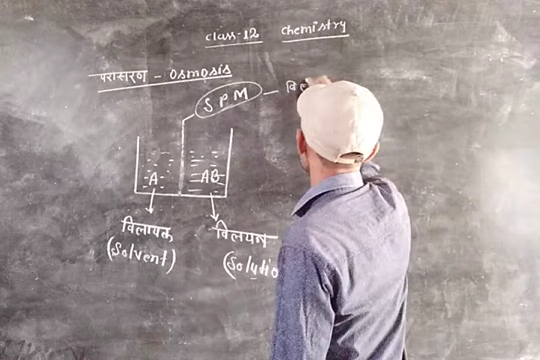 class-12 chemistry
परासरण - Osmosis
SPM - वि
A AB
विलायक विलयन
(Solvent) (Solutio